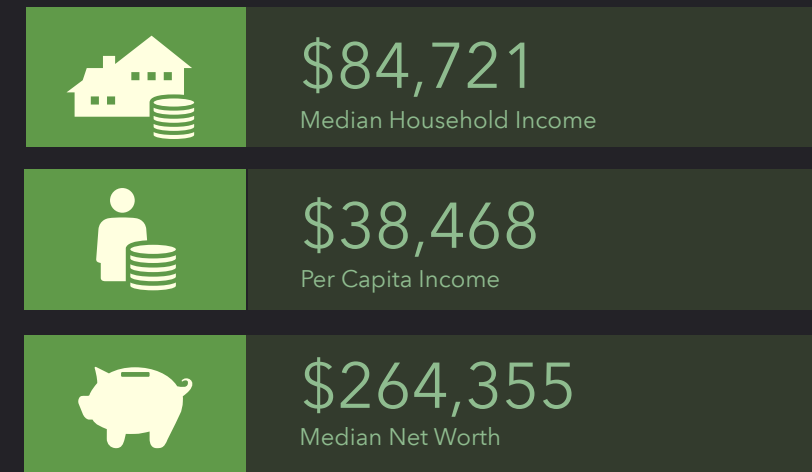 $84,721
Median Household Income
$38,468
Per Capita Income
$264,355
Median Net Worth